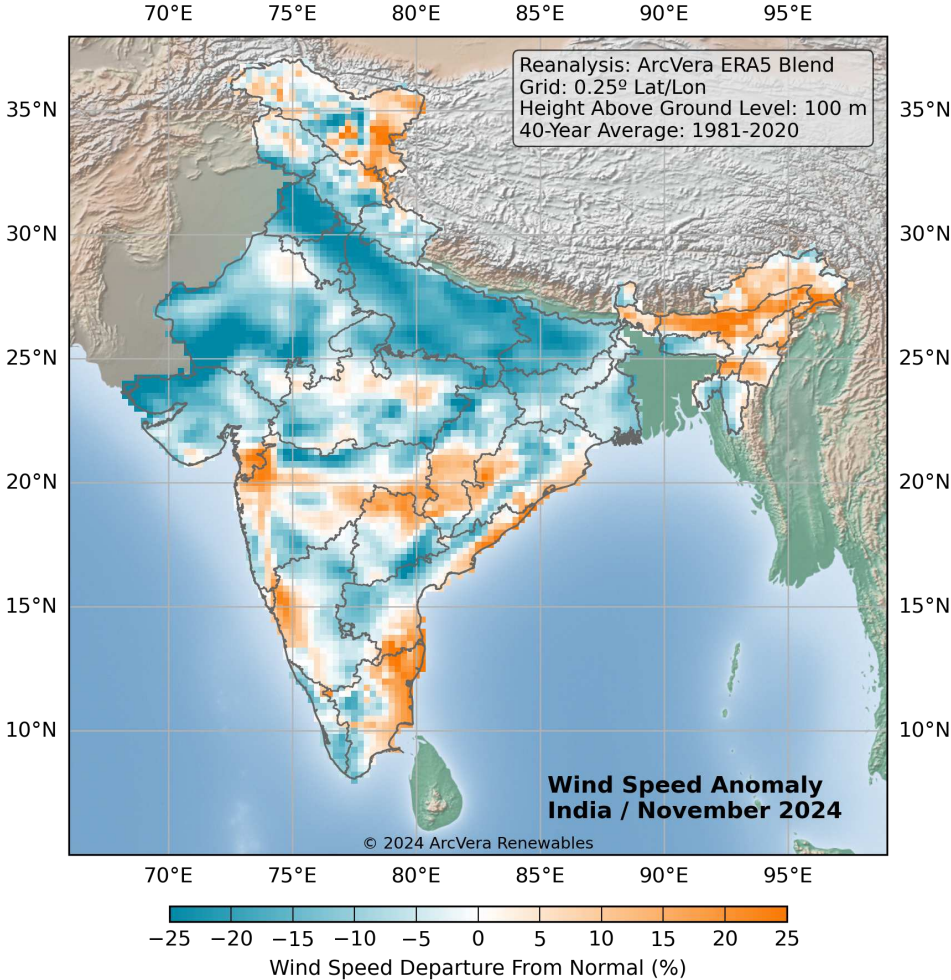 70°E 75°E 80°E 85°E 90°E 95°E
Reanalysis: ArcVera ERA5 Blend
35°N Grid: 0.25º Lat/Lon 35°N
Height Above Ground Level: 100 m
40-Year Average: 1981-2020
30°N 30°N
25°N 25°N
20°N 20°N
15°N 15°N
10°N 10°N
Wind Speed Anomaly
India / November 2024
© 2024 ArcVera Renewables
70°E 75°E 80°E 85°E 90°E 95°E
−25 −20 −15 −10 −5 0 5 10 15 20 25
Wind Speed Departure From Normal (%)